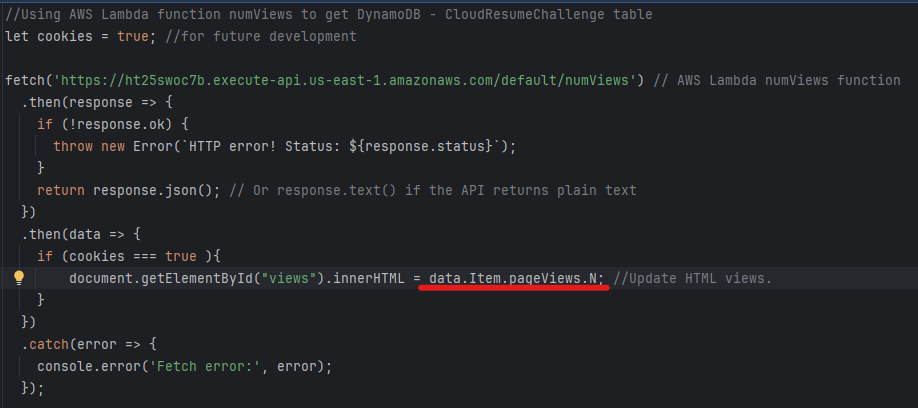 //Using AWS Lambda function numViews to get DynamoDB - CloudResumeChallenge table
let cookies = true; //for future development
fetch('https://ht25swoc7b.execute-api.us-east-1.amazonaws.com/default/numViews') // AWS Lambda numViews function
.then(response => {
if (!response.ok) {
throw new Error(`HTTP error! Status: ${response.status}`);
}
return response.json(); // Or response.text() if the API returns plain text
})
.then(data => {
if (cookies === true ){
document.getElementById("views").innerHTML = data.Item.pageViews.N; //Update HTML views.
}
})
.catch(error => {
console.error('Fetch error:', error);
});